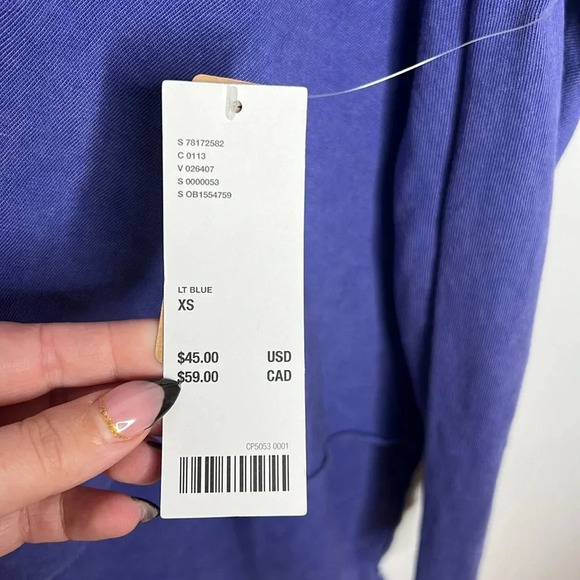 S 78172582
C 0113
V 026407
S 0000053
S OB1554759
LT BLUE
XS
$45.00 USD
$59.00 CAD
CP5053 0001